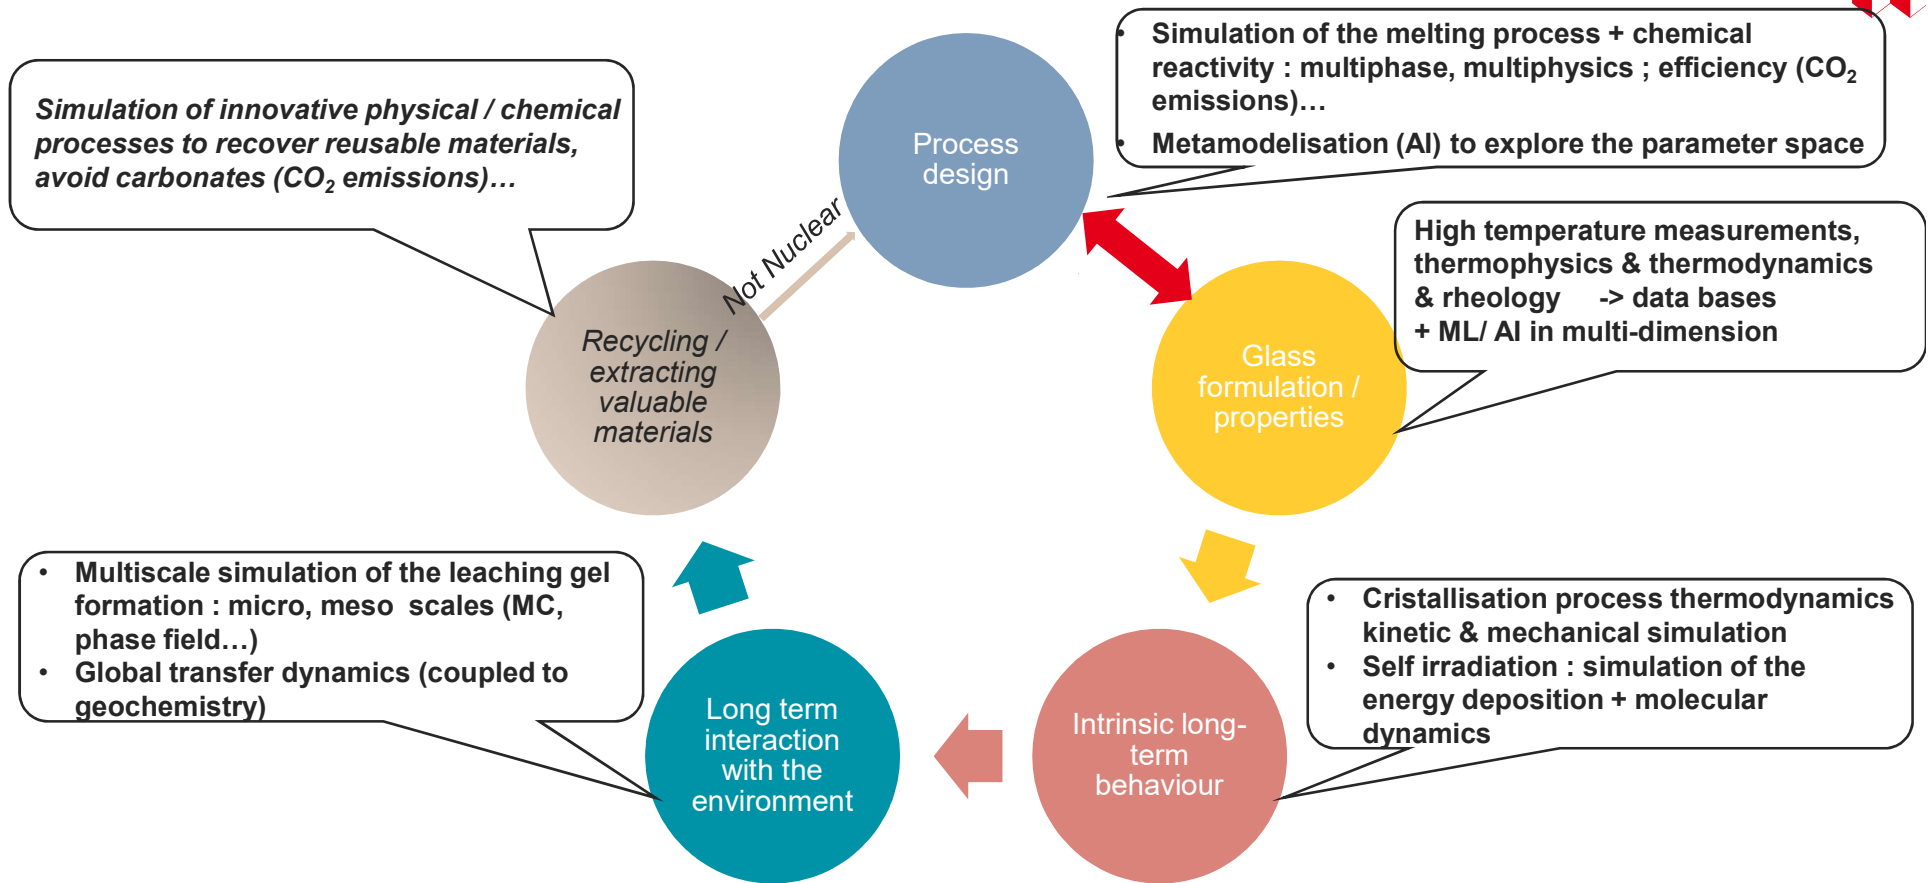 • Simulation of the melting process + chemical
reactivity : multiphase, multiphysics ; efficiency (CO₂
emissions)…
• Metamodelisation (AI) to explore the parameter space
Simulation of innovative physical / chemical
processes to recover reusable materials,
avoid carbonates (CO₂ emissions)…
Process
design
Not Nuclear
High temperature measurements,
thermophysics & thermodynamics
& rheology -> data bases
+ ML/ AI in multi-dimension
Recycling /
extracting
valuable
materials
Glass
formulation /
properties
• Multiscale simulation of the leaching gel
formation : micro, meso scales (MC,
phase field…)
• Global transfer dynamics (coupled to
geochemistry)
• Cristallisation process thermodynamics
kinetic & mechanical simulation
• Self irradiation : simulation of the
energy deposition + molecular
dynamics
Long term
interaction
with the
environment
Intrinsic long-
term
behaviour